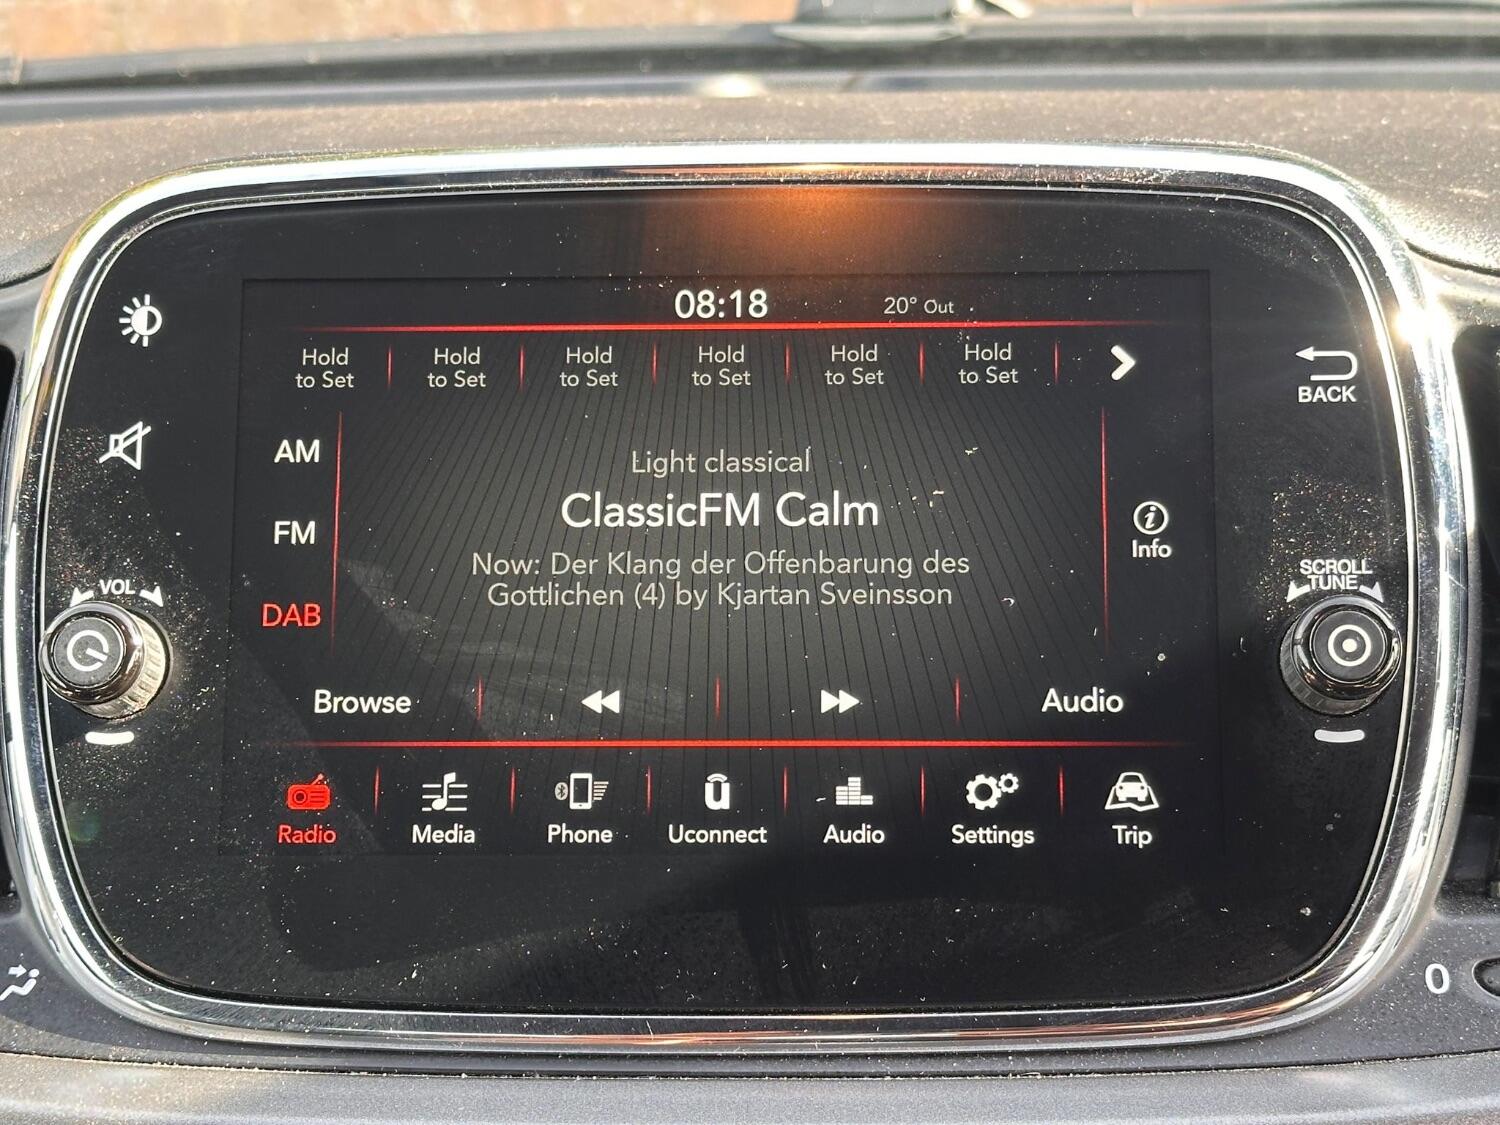 08:18
20° Out
Hold
to Set
Hold
to Set
Hold
to Set
Hold
to Set
Hold
to Set
Hold
to Set
BACK
AM
Light classical
ClassicFM Calm
FM
Info
Now: Der Klang der Offenbarung des
Gottlichen (4) by Kjartan Sveinsson
DAB
VOL
SCROLL
TUNE
Browse
Audio
Radio
Media
Phone
Uconnect
Audio
Settings
Trip
0